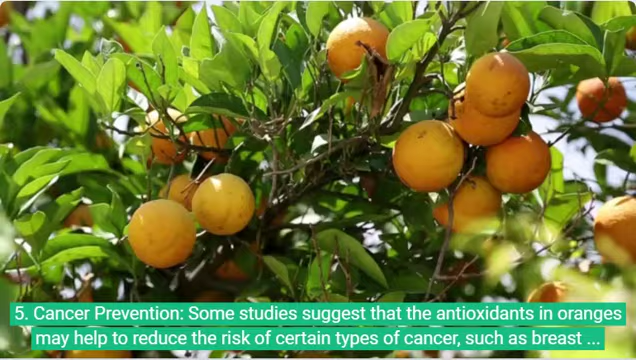 5. Cancer Prevention: Some studies suggest that the antioxidants in oranges
may help to reduce the risk of certain types of cancer, such as breast ...